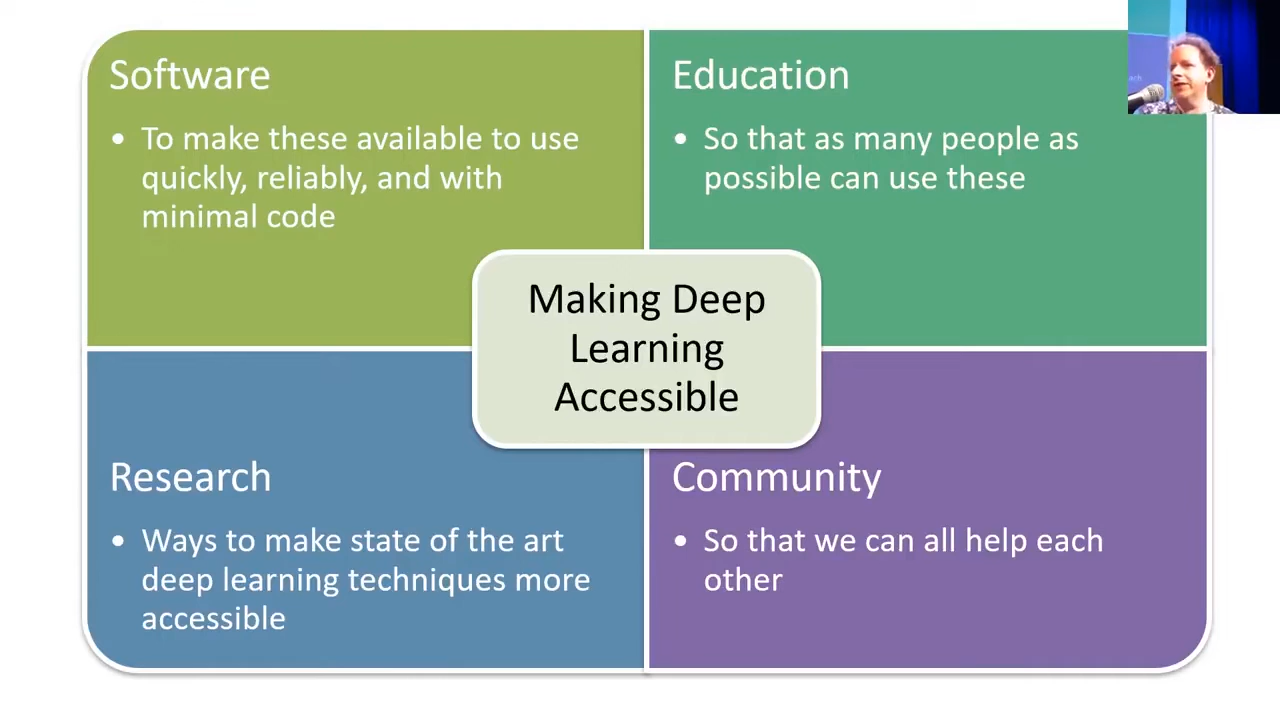 Software
• To make these available to use
quickly, reliably, and with
minimal code
Education
• So that as many people as
possible can use these
Making Deep
Learning
Accessible
Research
• Ways to make state of the art
deep learning techniques more
accessible
Community
• So that we can all help each
other